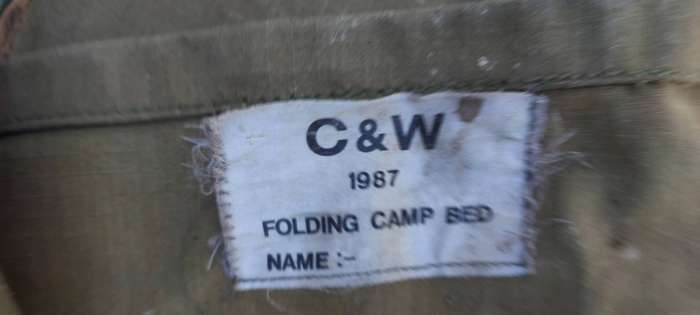 C & W
1987
FOLDING CAMP BED
NAME :-